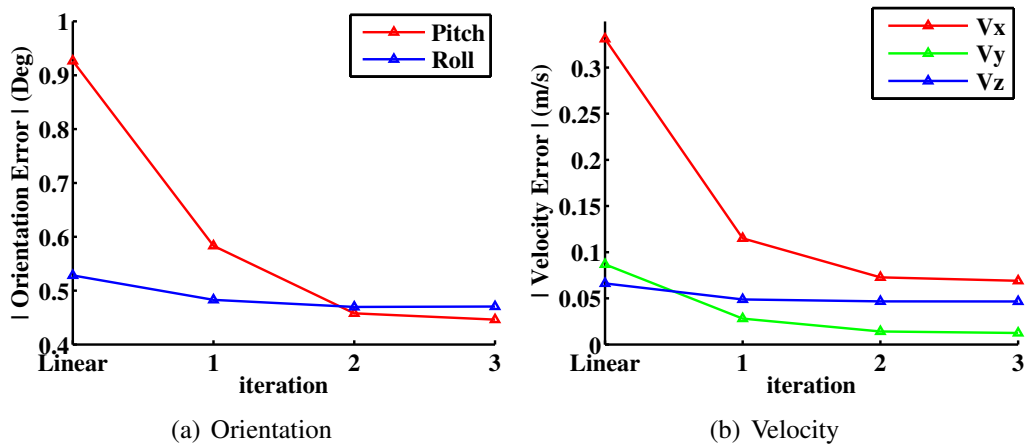 | Orientation Error | (Deg)
1
0.9
0.8
0.7
0.6
0.5
0.4
Linear 1 2 3
iteration
Pitch
Roll
(a) Orientation
| Velocity Error | (m/s)
0.3
0.25
0.2
0.15
0.1
0.05
0
Linear 1 2 3
iteration
Vx
Vy
Vz
(b) Velocity